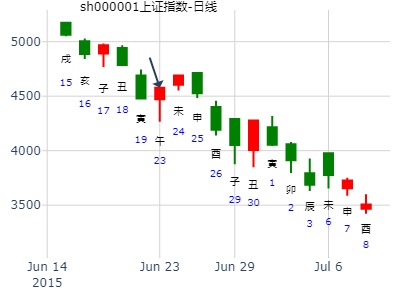 sh000001上证指数-日线
5000
4500
4000
3500
戌
15
亥
16
子
17
丑
18
寅
19
午
23
未
24
申
25
酉
26
子
29
丑
30
寅
1
卯
2
辰
3
未
6
申
7
酉
8
Jun 14
2015
Jun 23
Jun 29
Jul 6